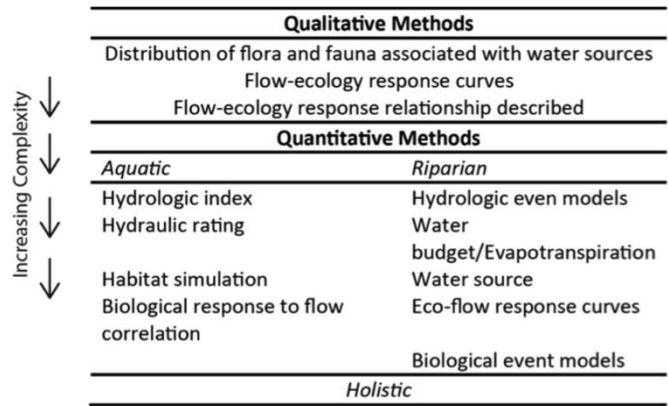 Qualitative Methods
Distribution of flora and fauna associated with water sources
Flow-ecology response curves
Flow-ecology response relationship described
Increasing Complexity
Quantitative Methods
Aquatic Riparian
Hydrologic index Hydrologic even models
Hydraulic rating Water
budget/Evapotranspiration
Habitat simulation Water source
Biological response to flow Eco-flow response curves
correlation
Biological event models
Holistic